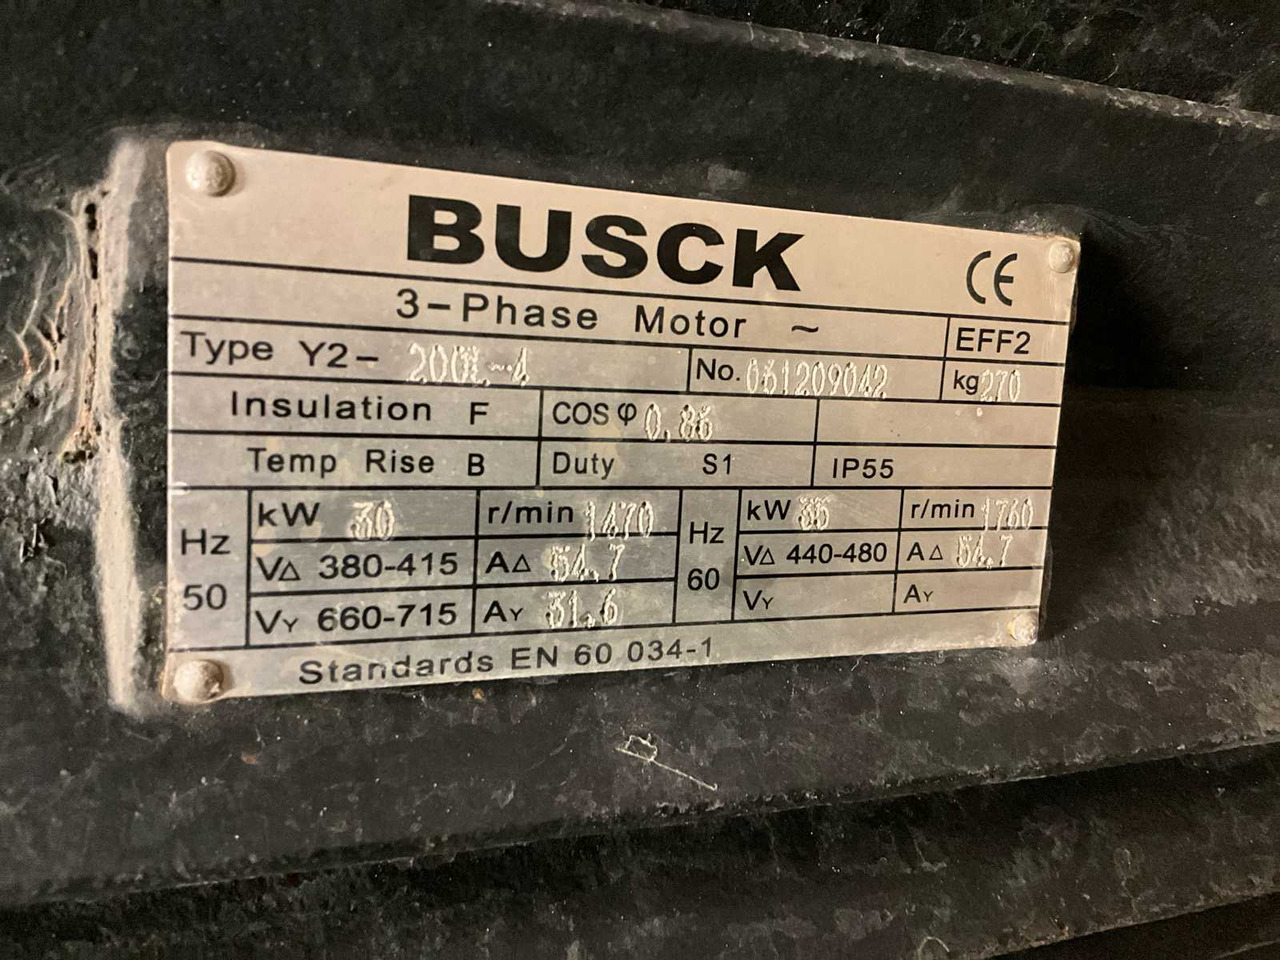 BUSCK
CE
3-Phase Motor ~
EFF2
Type Y2- 200L-4
No. 061209042
kg 270
Insulation F
COS φ 0.86
Temp Rise B
Duty S1
IP55
Hz 50
kW 30
r/min 1470
V∆ 380-415
A∆ 54.7
VY 660-715
AY 31.6
Hz 60
kW 35
r/min 1760
V∆ 440-480
A∆ 54.7
VY
AY
Standards EN 60 034-1